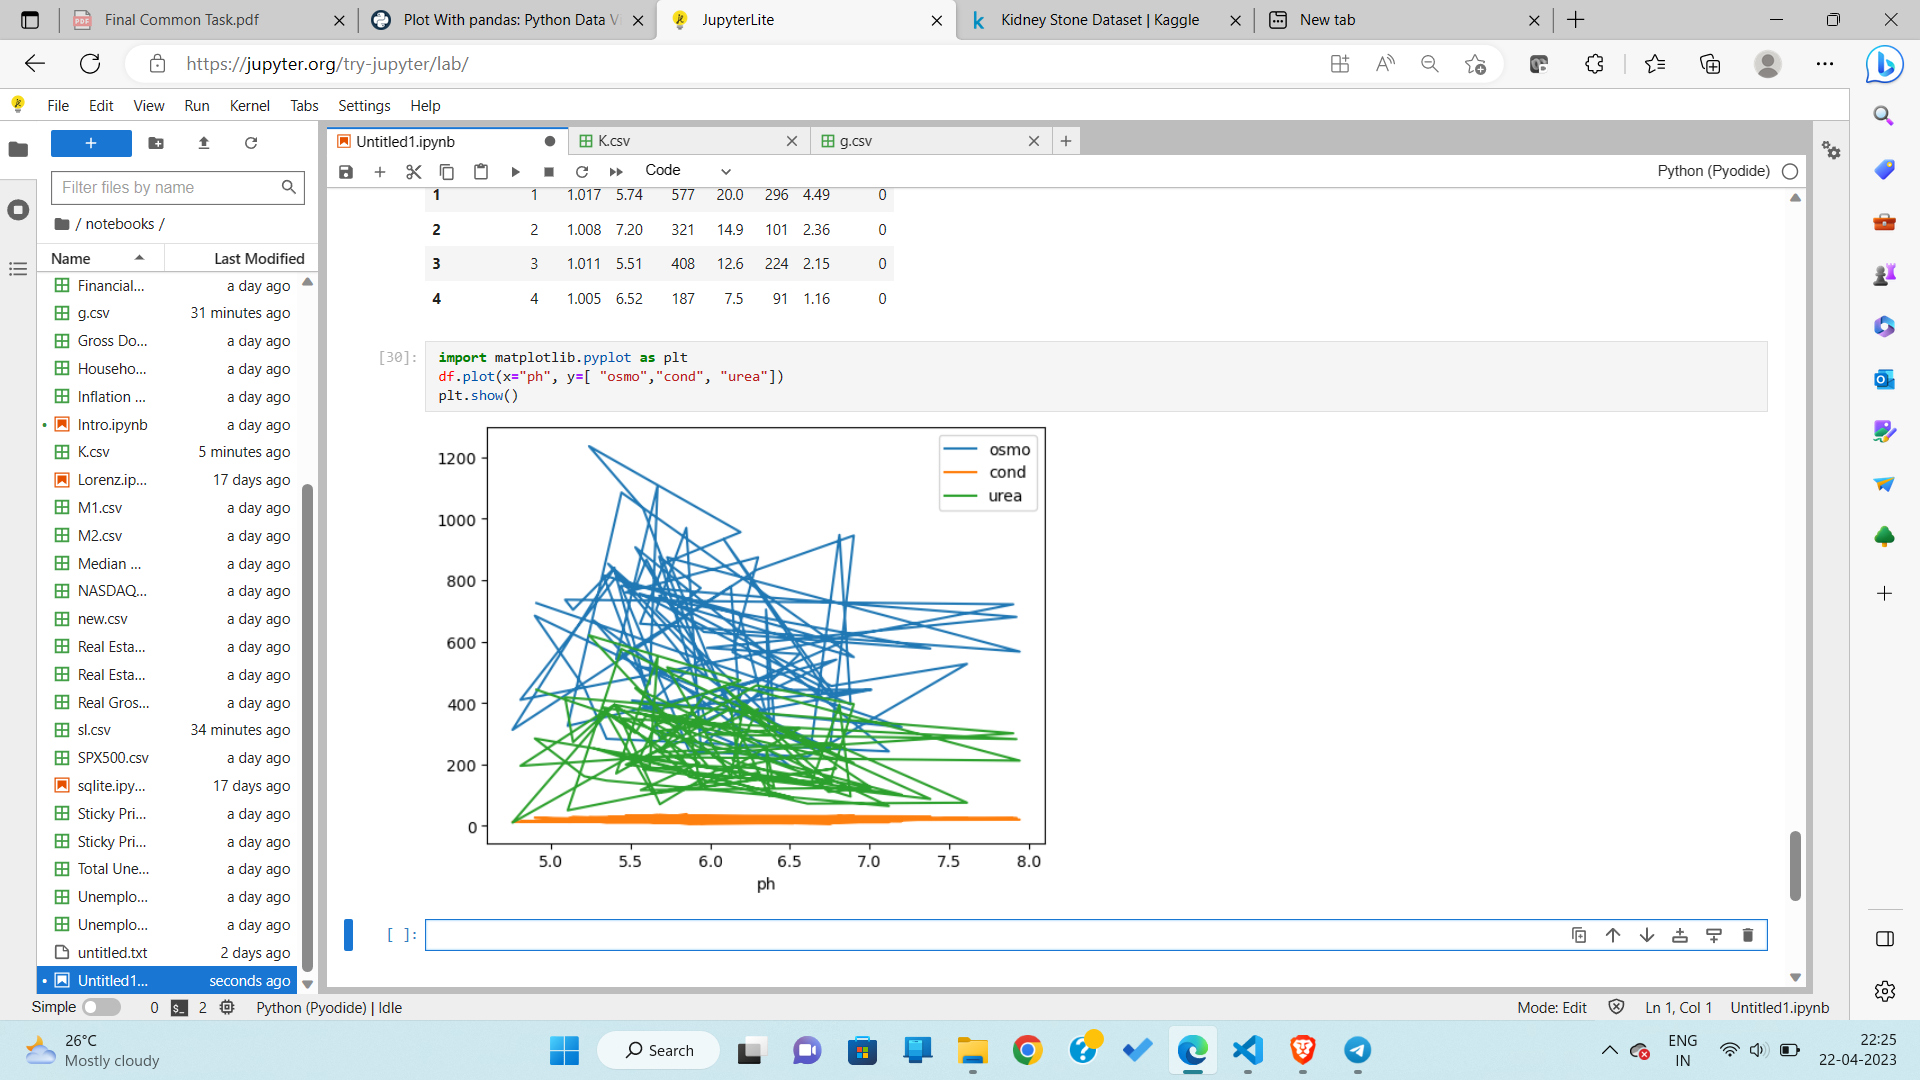 Final Common Task.pdf
Plot With pandas: Python Data V
JupyterLite
Kidney Stone Dataset | Kaggle
New tab
https://jupyter.org/try-jupyter/lab/
File Edit View Run Kernel Tabs Settings Help
Untitled1.ipynb
K.csv
g.csv
Code
Python (Pyodide)
Filter files by name
/ notebooks /
Name Last Modified
Financial... a day ago
g.csv 31 minutes ago
Gross Do... a day ago
Househo... a day ago
Inflation ... a day ago
Intro.ipynb a day ago
K.csv 5 minutes ago
Lorenz.ip... 17 days ago
M1.csv a day ago
M2.csv a day ago
Median ... a day ago
NASDAQ... a day ago
new.csv a day ago
Real Esta... a day ago
Real Esta... a day ago
Real Gros... a day ago
sl.csv 34 minutes ago
SPX500.csv a day ago
sqlite.ipy... 17 days ago
Sticky Pri... a day ago
Sticky Pri... a day ago
Total Une... a day ago
Unemplo... a day ago
Unemplo... a day ago
untitled.txt 2 days ago
Untitled1... seconds ago
1 1 1.017 5.74 577 20.0 296 4.49 0
2 2 1.008 7.20 321 14.9 101 2.36 0
3 3 1.011 5.51 408 12.6 224 2.15 0
4 4 1.005 6.52 187 7.5 91 1.16 0
[30]:
import matplotlib.pyplot as plt
df.plot(x="ph", y=[ "osmo","cond", "urea"])
plt.show()
osmo
cond
urea
1200
1000
800
600
400
200
0
5.0 5.5 6.0 6.5 7.0 7.5 8.0
ph
[ ]:
Simple 0 2 Python (Pyodide) | Idle
Mode: Edit Ln 1, Col 1 Untitled1.ipynb
26°C
Mostly cloudy
Search
ENG
IN
22:25
22-04-2023